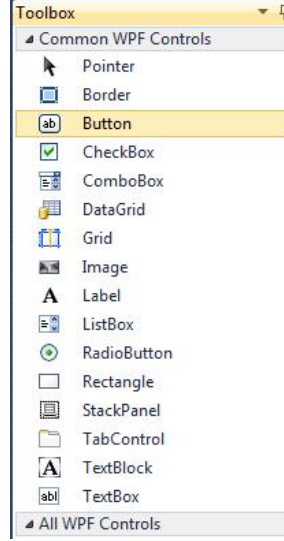 Toolbox
Common WPF Controls
Pointer
Border
ab Button
CheckBox
ComboBox
DataGrid
Grid
Image
A Label
ListBox
RadioButton
Rectangle
StackPanel
TabControl
A TextBlock
abl TextBox
All WPF Controls